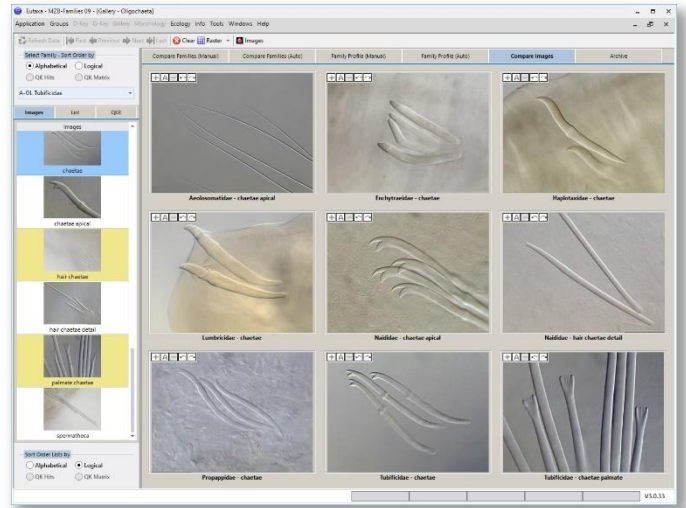 Eutaxa - MZB-Families 09 - [Gallery - Oligochaeta]
Application Groups D-Key Q-Key Gallery Morphology Ecology Info Tools Windows Help
Refresh Data First Previous Next Last Clear Raster Images
Select Family - Sort Order by
Alphabetical Logical
QK Hits QK Matrix
A-OL Tubificidae
Images List QKR
Images
chaetae
chaetae apical
hair chaetae
hair chaetae detail
palmate chaetae
spermatheca
Sort Order Lists by
Alphabetical Logical
QK Hits QK Matrix
Compare Families (Manual) Compare Families (Auto) Family Profile (Manual) Family Profile (Auto) Compare Images Archive
Aeolosomatidae - chaetae apical
Enchytraeidae - chaetae
Haplotaxidae - chaetae
Lumbricidae - chaetae
Naididae - chaetae apical
Naididae - hair chaetae detail
Propappidae - chaetae
Tubificidae - chaetae
Tubificidae - chaetae palmate
V3.0.33